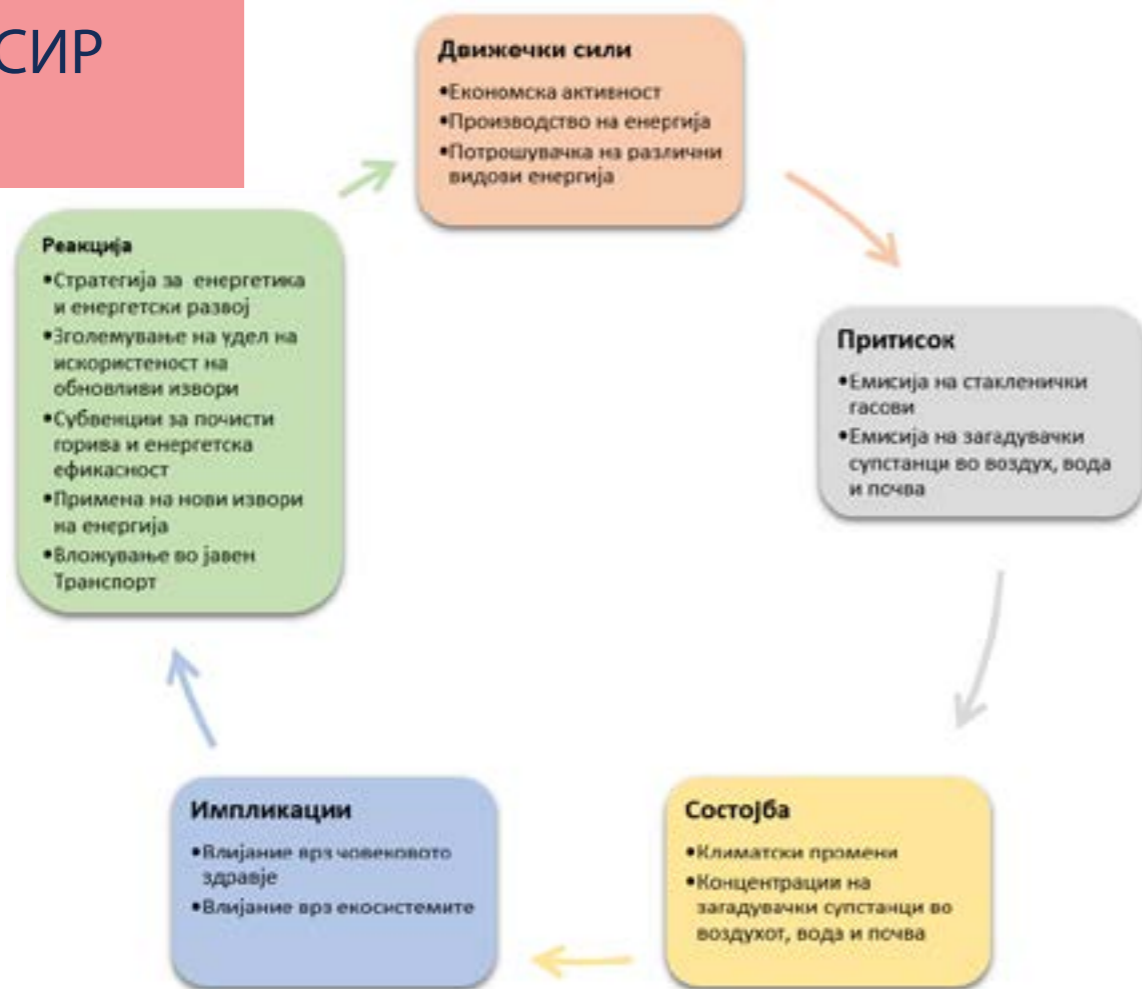 СИР
Движечки сили
•Економска активност
•Производство на енергија
•Потрошувачка на различни
видови енергија
Притисок
•Емисија на стакленички
гасови
•Емисија на загадувачки
супстанци во воздух, вода
и почва
Состојба
•Климатски промени
•Концентрации на
загадувачки супстанци во
воздухот, вода и почва
Импликации
•Влијание врз човековото
здравје
•Влијание врз екосистемите
Реакција
•Стратегија за енергетика
и енергетски развој
•Зголемување на удел на
искористеност на
обновливи извори
•Субвенции за почисти
горива и енергетска
ефикасност
•Примена на нови извори
на енергија
•Вложување во јавен
Транспорт